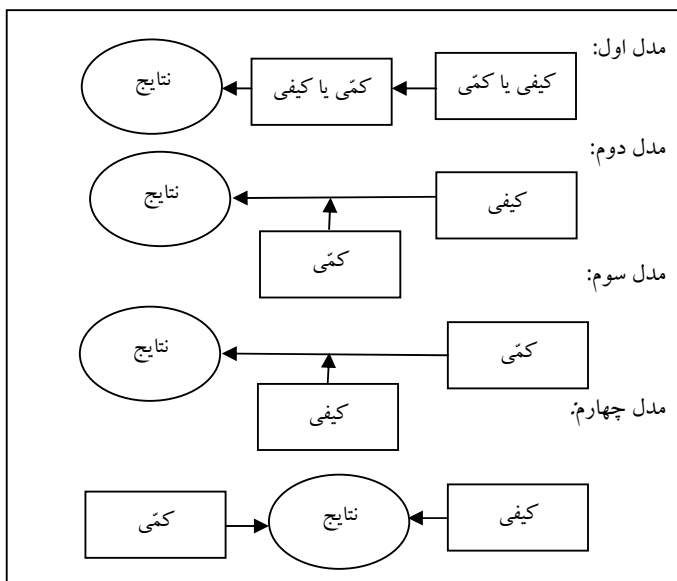 مدل اول:
کیفی یا کمّی
کمّی یا کیفی
نتایج
مدل دوم:
کیفی
نتایج
کمّی
مدل سوم:
کمّی
نتایج
کیفی
مدل چهارم:
کیفی
نتایج
کمّی